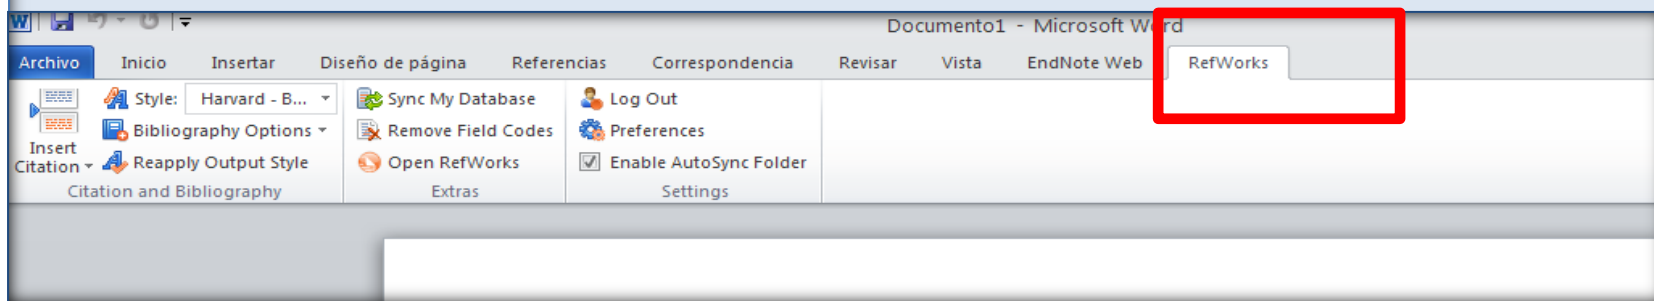 Documento1 - Microsoft Word
Archivo Inicio Insertar Diseño de página Referencias Correspondencia Revisar Vista EndNote Web RefWorks
Style: Harvard - B... Sync My Database Log Out
Insert Citation Bibliography Options Remove Field Codes Preferences
Reapply Output Style Open RefWorks Enable AutoSync Folder
Citation and Bibliography Extras Settings